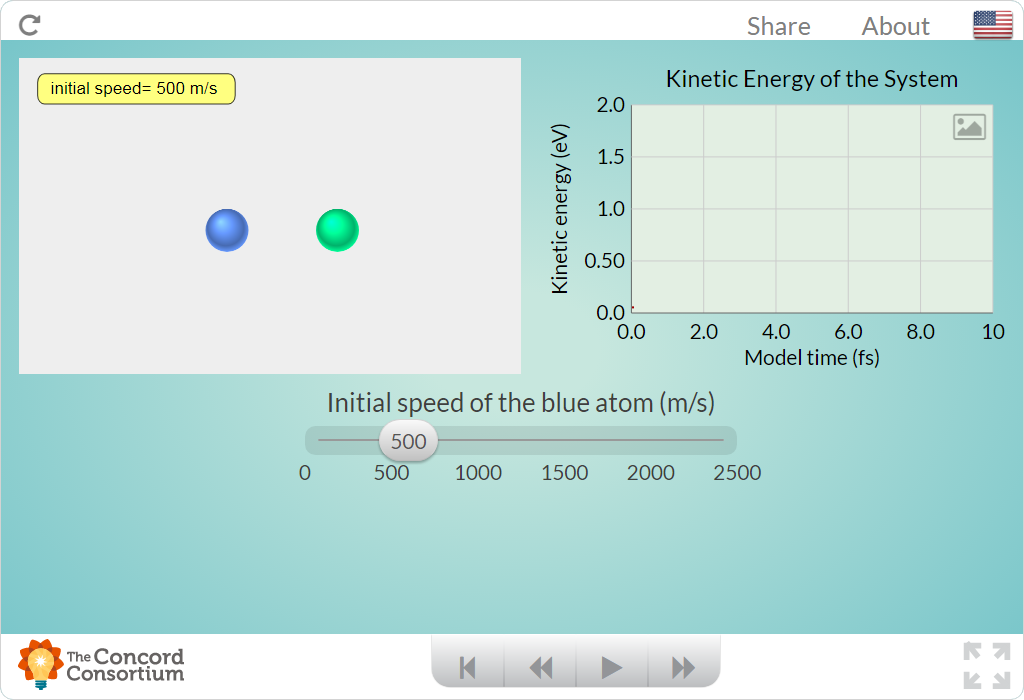 Share About
initial speed= 500 m/s
Kinetic Energy of the System
Kinetic energy (eV)
2.0
1.5
1.0
0.50
0.0
0.0 2.0 4.0 6.0 8.0 10
Model time (fs)
Initial speed of the blue atom (m/s)
500
0 500 1000 1500 2000 2500
The Concord
Consortium